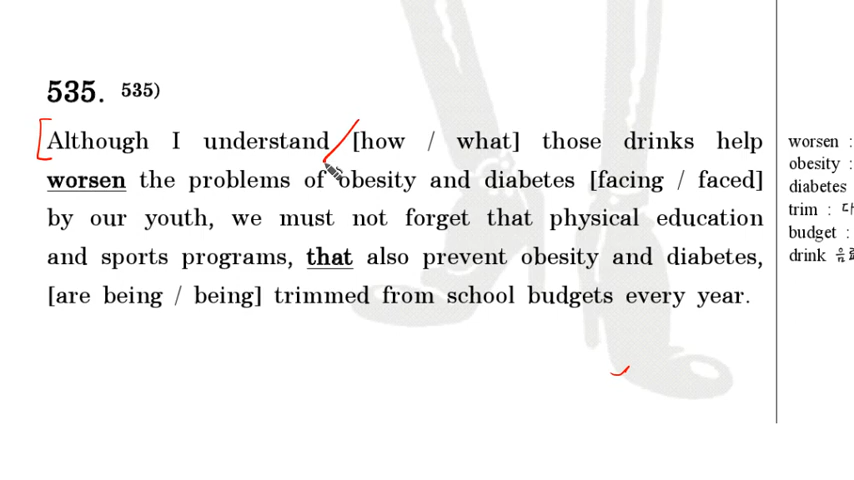 535. 535)
Although I understand [how / what] those drinks help
worsen the problems of obesity and diabetes [facing / faced]
by our youth, we must not forget that physical education
and sports programs, that also prevent obesity and diabetes,
[are being / being] trimmed from school budgets every year.
worsen :
obesity :
diabetes
trim :
budget :
drink